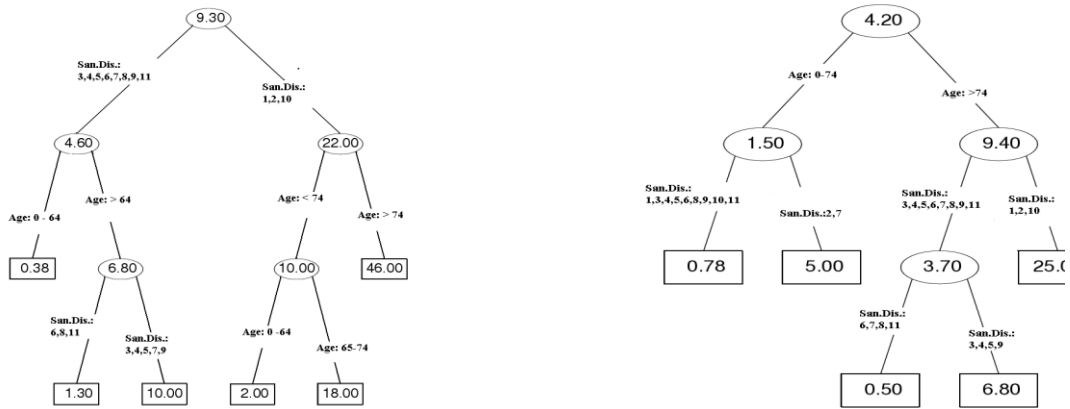 9.30
San.Dis.:
3,4,5,6,7,8,9,11
San.Dis.:
1,2,10
4.60
22.00
Age: 0 - 64
Age: > 64
Age: < 74
Age: > 74
0.38
6.80
10.00
46.00
San.Dis.:
6,8,11
San.Dis.:
3,4,5,7,9
Age: 0 -64
Age: 65-74
1.30
10.00
2.00
18.00
4.20
Age: 0-74
Age: >74
1.50
9.40
San.Dis.:
1,3,4,5,6,8,9,10,11
San.Dis.:2,7
San.Dis.:
3,4,5,6,7,8,9,11
San.Dis.:
1,2,10
0.78
5.00
3.70
25.0
San.Dis.:
6,7,8,11
San.Dis.:
3,4,5,9
0.50
6.80